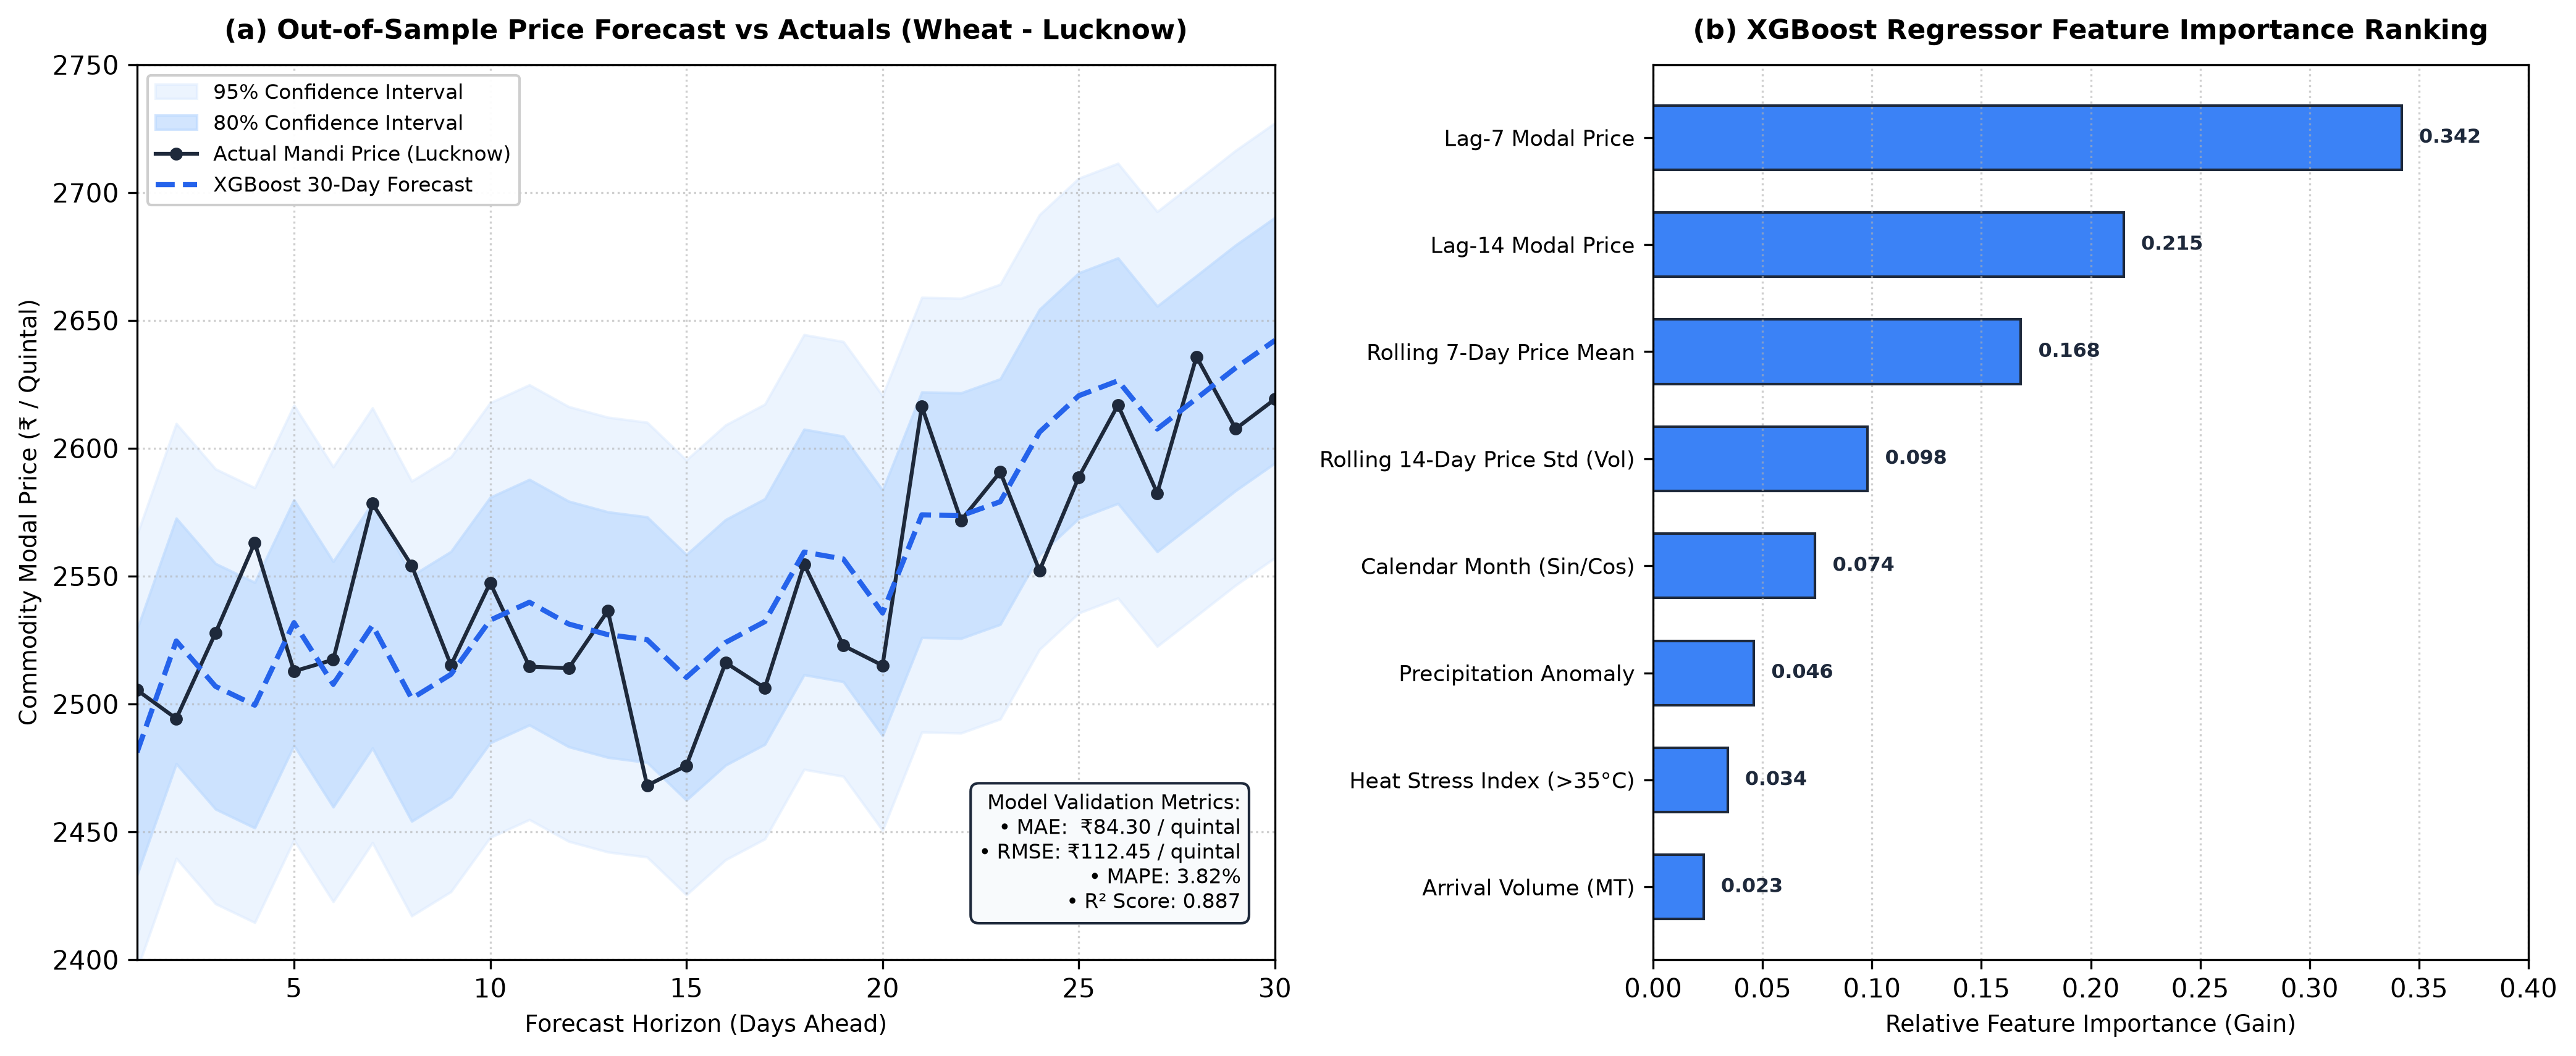 (a) Out-of-Sample Price Forecast vs Actuals (Wheat - Lucknow)
Commodity Modal Price (₹ / Quintal)
2750
2700
2650
2600
2550
2500
2450
2400
95% Confidence Interval
80% Confidence Interval
Actual Mandi Price (Lucknow)
XGBoost 30-Day Forecast
Model Validation Metrics:
• MAE:  ₹84.30 / quintal
• RMSE: ₹112.45 / quintal
• MAPE: 3.82%
• R² Score: 0.887
5 10 15 20 25 30
Forecast Horizon (Days Ahead)
(b) XGBoost Regressor Feature Importance Ranking
Lag-7 Modal Price 0.342
Lag-14 Modal Price 0.215
Rolling 7-Day Price Mean 0.168
Rolling 14-Day Price Std (Vol) 0.098
Calendar Month (Sin/Cos) 0.074
Precipitation Anomaly 0.046
Heat Stress Index (>35°C) 0.034
Arrival Volume (MT) 0.023
0.00 0.05 0.10 0.15 0.20 0.25 0.30 0.35 0.40
Relative Feature Importance (Gain)